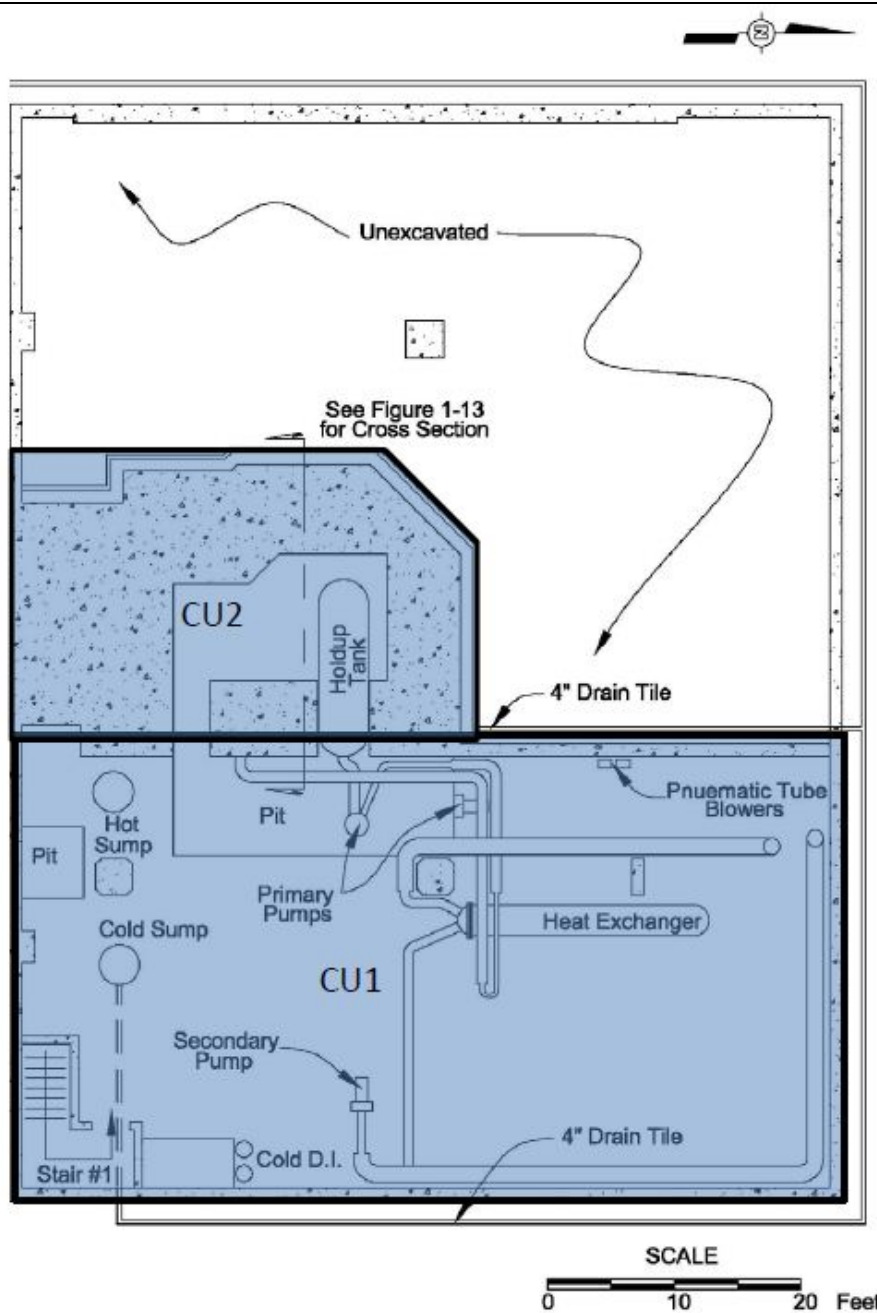 N
Unexcavated
See Figure 1-13
for Cross Section
CU2
Holdup
Tank
4" Drain Tile
Pnuematic Tube
Blowers
Hot
Sump
Pit
Pit
Primary
Pumps
Heat Exchanger
Cold Sump
CU1
Secondary
Pump
4" Drain Tile
Cold D.I.
Stair #1
SCALE
0 10 20 Feet